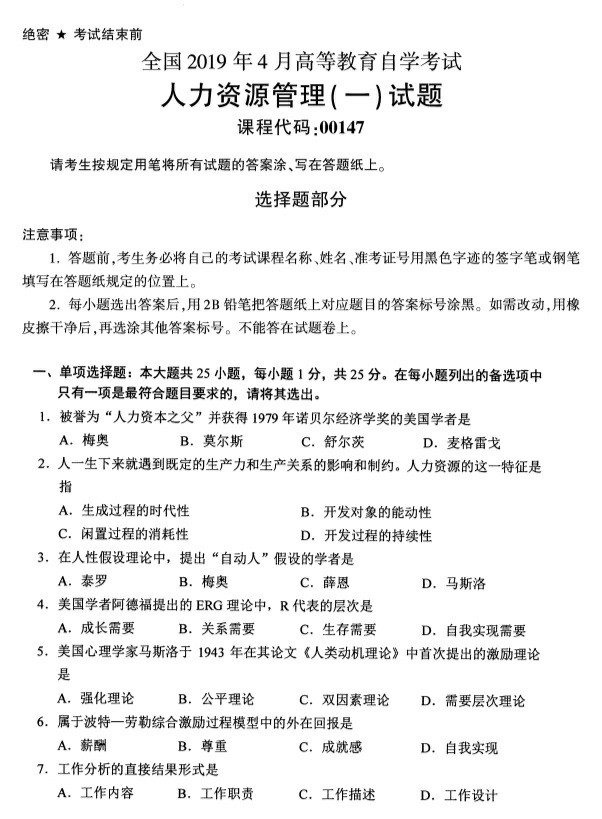 绝密 ★ 考试结束前
全国 2019 年 4 月高等教育自学考试
人力资源管理(一)试题
课程代码:00147
请考生按规定用笔将所有试题的答案涂、写在答题纸上。
选择题部分
注意事项:
1. 答题前,考生务必将自己的考试课程名称、姓名、准考证号用黑色字迹的签字笔或钢笔
填写在答题纸规定的位置上。
2. 每小题选出答案后,用 2B 铅笔把答题纸上对应题目的答案标号涂黑。如需改动,用橡
皮擦干净后,再选涂其他答案标号。不能答在试题卷上。
一、单项选择题:本大题共 25 小题,每小题 1 分,共 25 分。在每小题列出的备选项中
只有一项是最符合题目要求的,请将其选出。
1. 被誉为“人力资本之父”并获得 1979 年诺贝尔经济学奖的美国学者是
A. 梅奥 B. 莫尔斯 C. 舒尔茨 D. 麦格雷戈
2. 人一生下来就遇到既定的生产力和生产关系的影响和制约。人力资源的这一特征是
指
A. 生成过程的时代性 B. 开发对象的能动性
C. 闲置过程的消耗性 D. 开发过程的持续性
3. 在人性假设理论中,提出“自动人”假设的学者是
A. 泰罗 B. 梅奥 C. 薛恩 D. 马斯洛
4. 美国学者阿德福提出的 ERG 理论中,R 代表的层次是
A. 成长需要 B. 关系需要 C. 生存需要 D. 自我实现需要
5. 美国心理学家马斯洛于 1943 年在其论文《人类动机理论》中首次提出的激励理论
是
A. 强化理论 B. 公平理论 C. 双因素理论 D. 需要层次理论
6. 属于波特—劳勒综合激励过程模型中的外在回报是
A. 薪酬 B. 尊重 C. 成就感 D. 自我实现
7. 工作分析的直接结果形式是
A. 工作内容 B. 工作职责 C. 工作描述 D. 工作设计